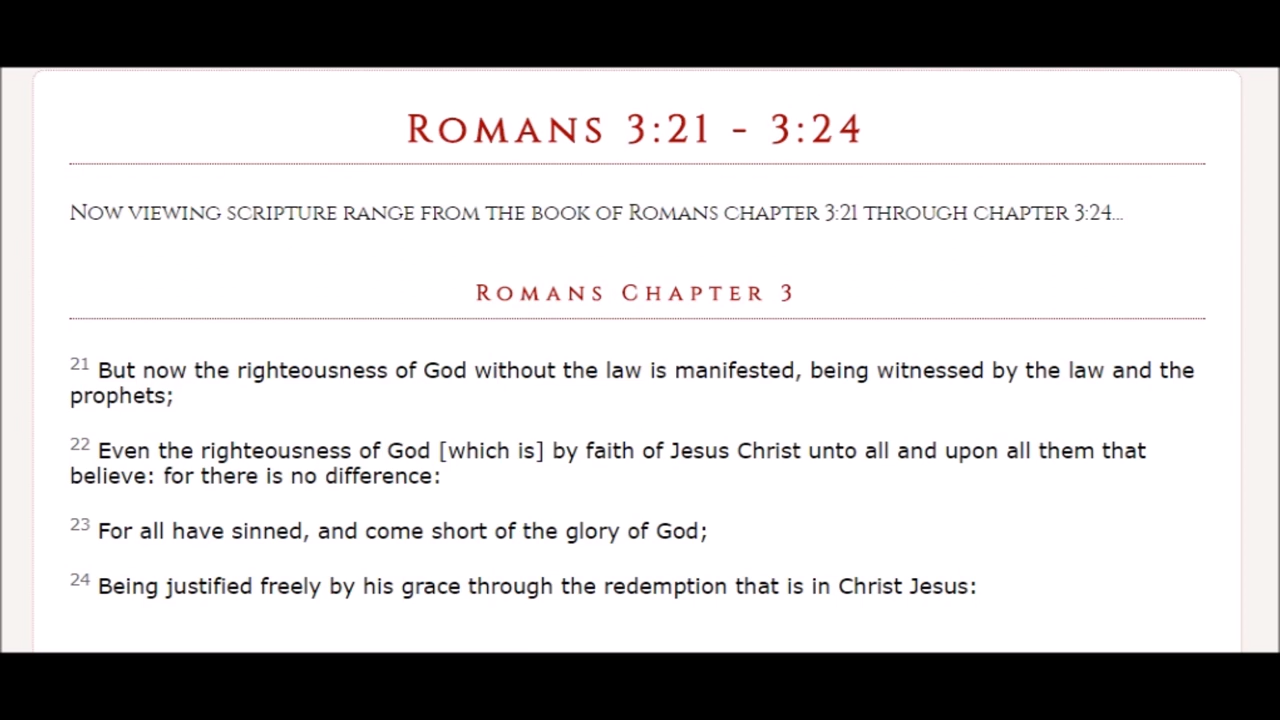 Romans 3:21 - 3:24
Now viewing scripture range from the book of Romans chapter 3:21 through chapter 3:24...
Romans Chapter 3
21 But now the righteousness of God without the law is manifested, being witnessed by the law and the
prophets;
22 Even the righteousness of God [which is] by faith of Jesus Christ unto all and upon all them that
believe: for there is no difference:
23 For all have sinned, and come short of the glory of God;
24 Being justified freely by his grace through the redemption that is in Christ Jesus: